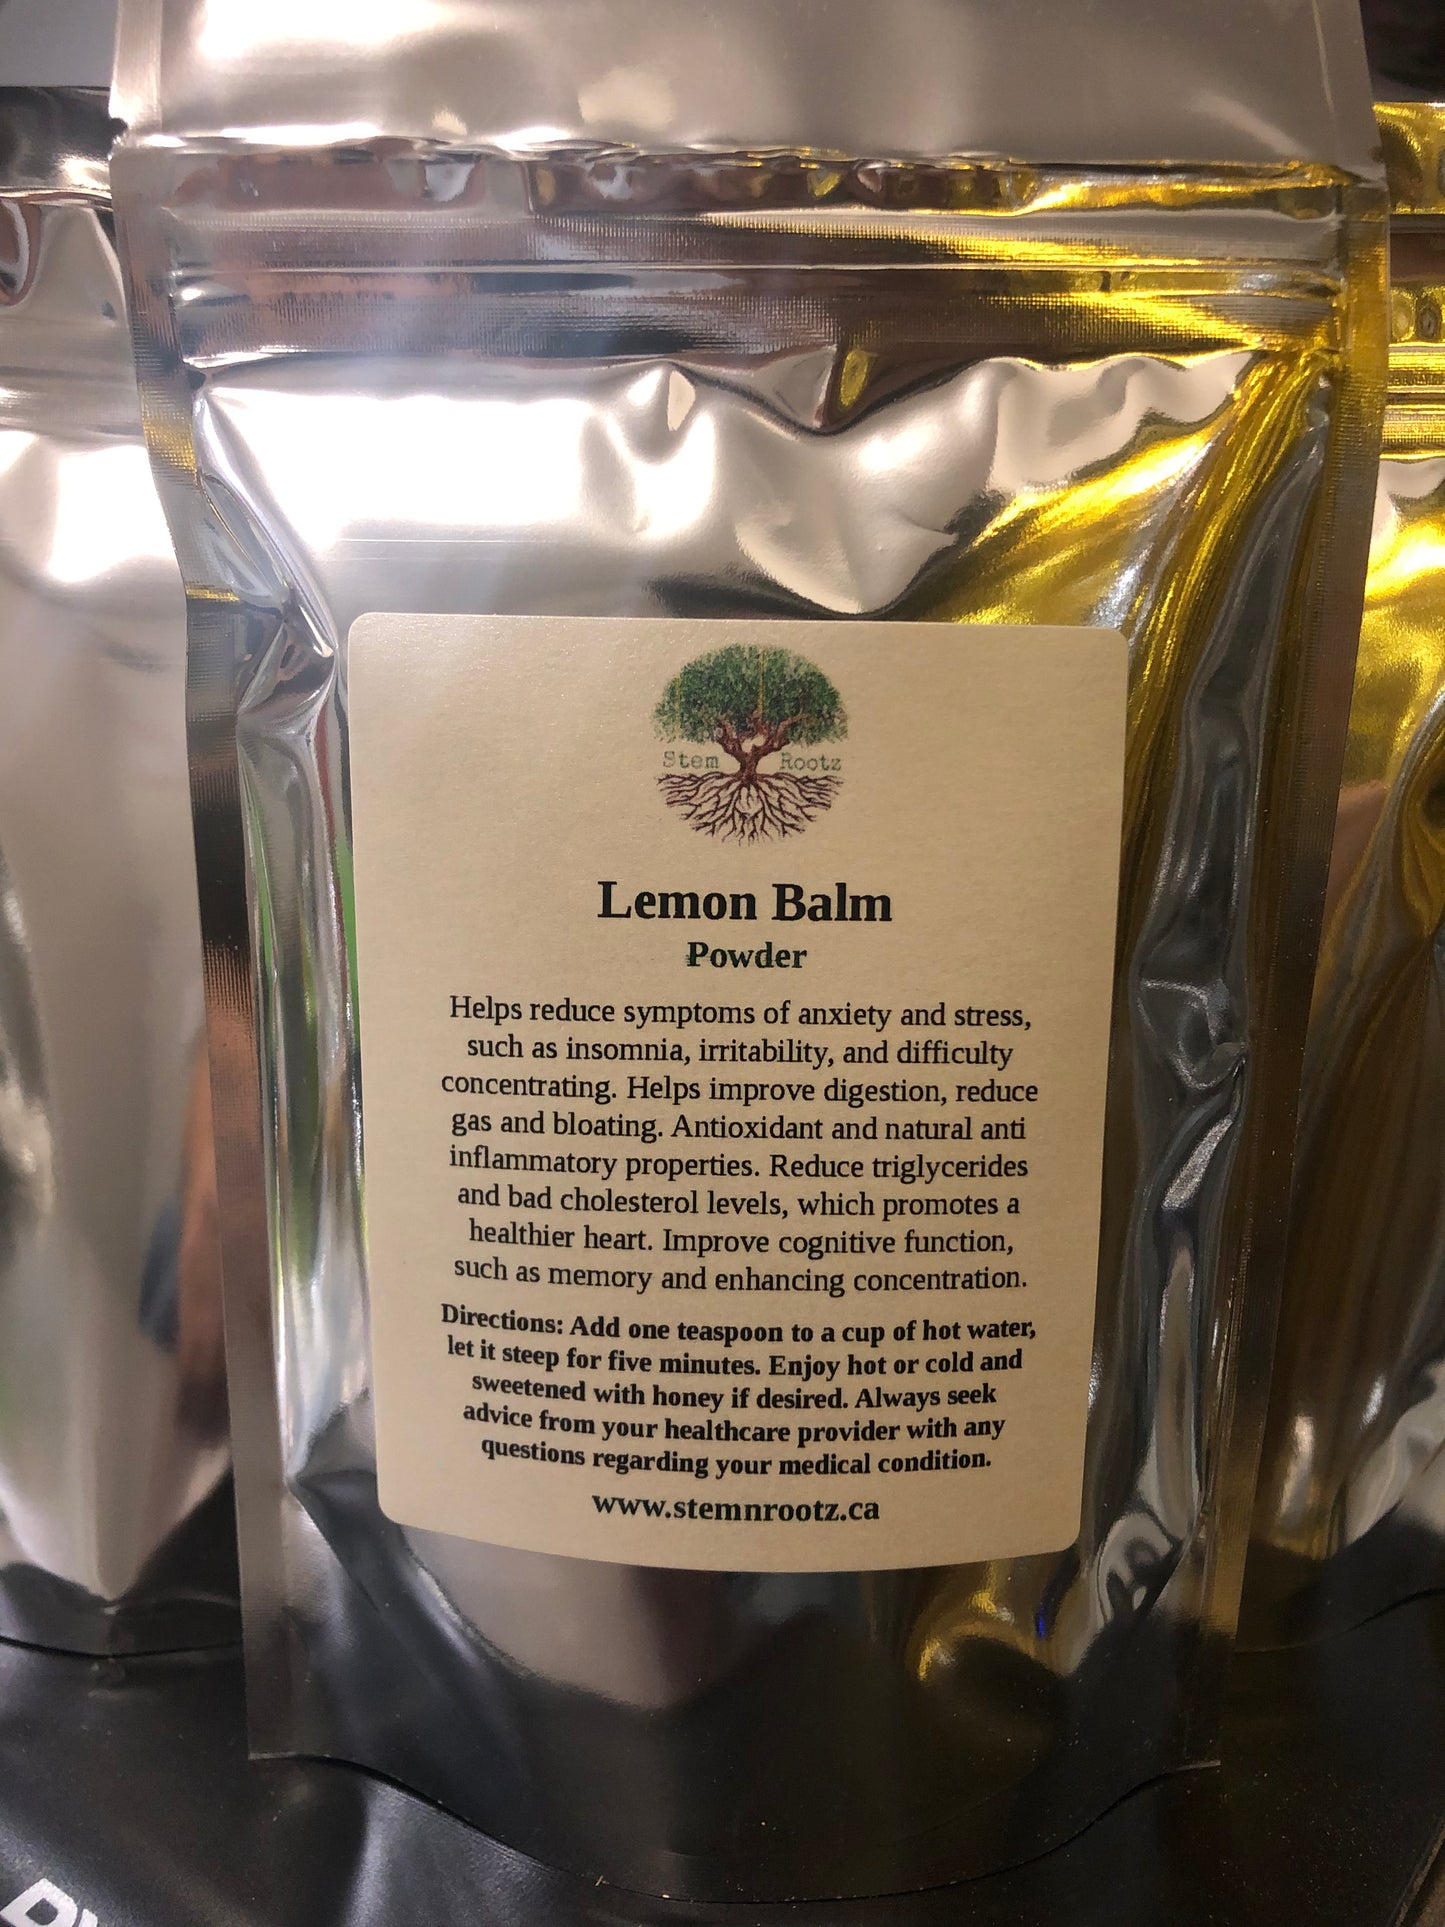 Stem Rootz
Lemon Balm
Powder
Helps reduce symptoms of anxiety and stress,
such as insomnia, irritability, and difficulty
concentrating. Helps improve digestion, reduce
gas and bloating. Antioxidant and natural anti
inflammatory properties. Reduce triglycerides
and bad cholesterol levels, which promotes a
healthier heart. Improve cognitive function,
such as memory and enhancing concentration.
Directions: Add one teaspoon to a cup of hot water,
let it steep for five minutes. Enjoy hot or cold and
sweetened with honey if desired. Always seek
advice from your healthcare provider with any
questions regarding your medical condition.
www.stemnrootz.ca